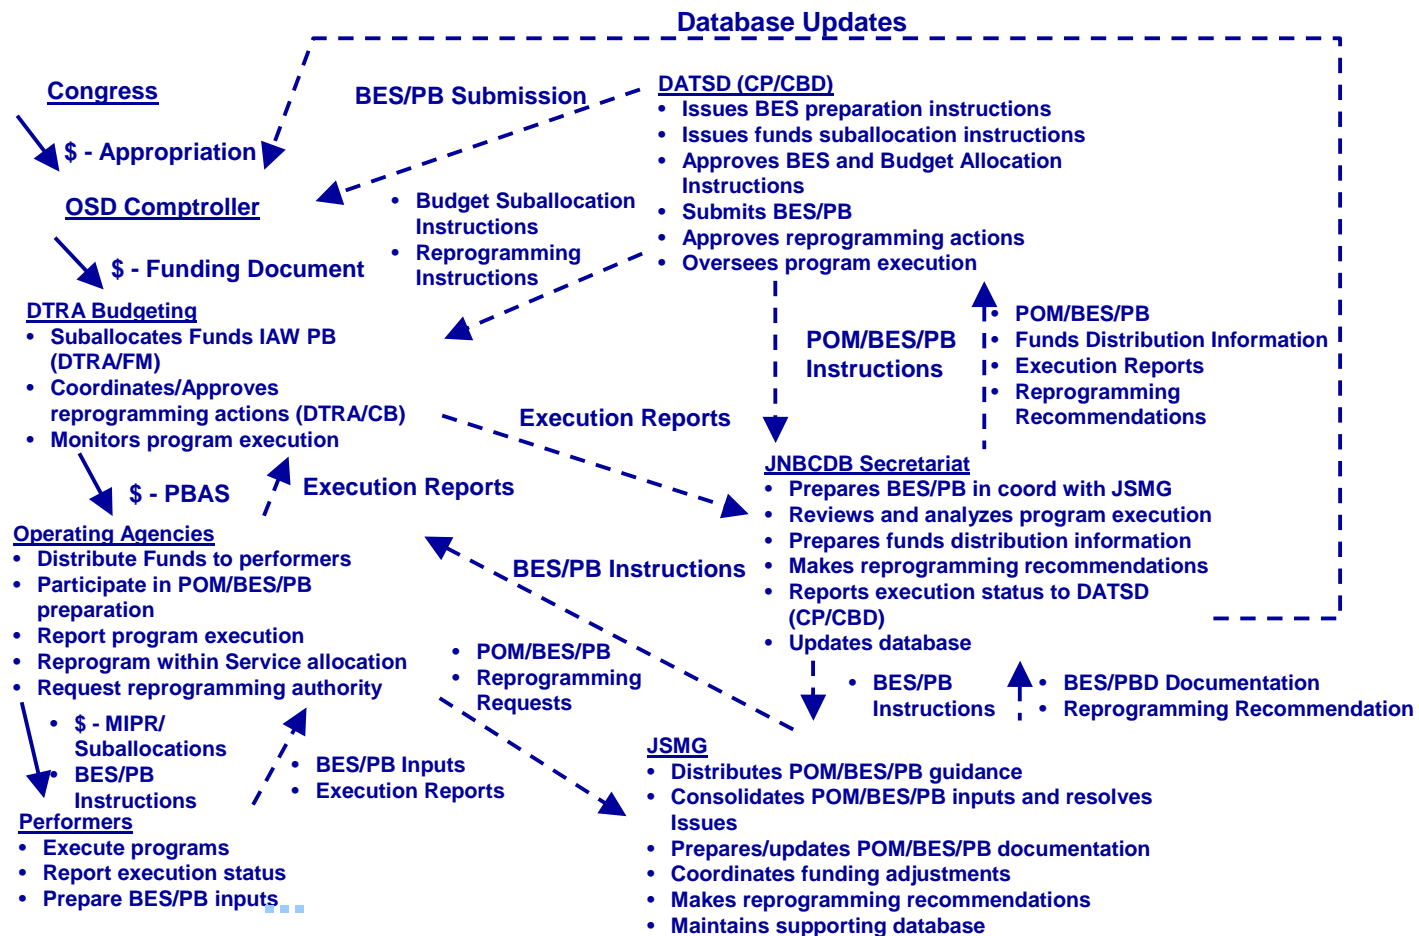 Database Updates
Congress
$ - Appropriation
OSD Comptroller
$ - Funding Document
BES/PB Submission
• Budget Suballocation
Instructions
• Reprogramming
Instructions
DATSD (CP/CBD)
• Issues BES preparation instructions
• Issues funds suballocation instructions
• Approves BES and Budget Allocation
Instructions
• Submits BES/PB
• Approves reprogramming actions
• Oversees program execution
DTRA Budgeting
• Suballocates Funds IAW PB
(DTRA/FM)
• Coordinates/Approves
reprogramming actions (DTRA/CB)
• Monitors program execution
POM/BES/PB
Instructions
• POM/BES/PB
• Funds Distribution Information
• Execution Reports
• Reprogramming
Recommendations
Execution Reports
$ - PBAS
Execution Reports
JNBCDB Secretariat
• Prepares BES/PB in coord with JSMG
• Reviews and analyzes program execution
• Prepares funds distribution information
• Makes reprogramming recommendations
• Reports execution status to DATSD
(CP/CBD)
• Updates database
Operating Agencies
• Distribute Funds to performers
• Participate in POM/BES/PB
preparation
• Report program execution
• Reprogram within Service allocation
• Request reprogramming authority
BES/PB Instructions
• POM/BES/PB
• Reprogramming
Requests
• BES/PB
Instructions
• BES/PBD Documentation
• Reprogramming Recommendation
• $ - MIPR/
Suballocations
• BES/PB
Instructions
• BES/PB Inputs
• Execution Reports
Performers
• Execute programs
• Report execution status
• Prepare BES/PB inputs
JSMG
• Distributes POM/BES/PB guidance
• Consolidates POM/BES/PB inputs and resolves
Issues
• Prepares/updates POM/BES/PB documentation
• Coordinates funding adjustments
• Makes reprogramming recommendations
• Maintains supporting database